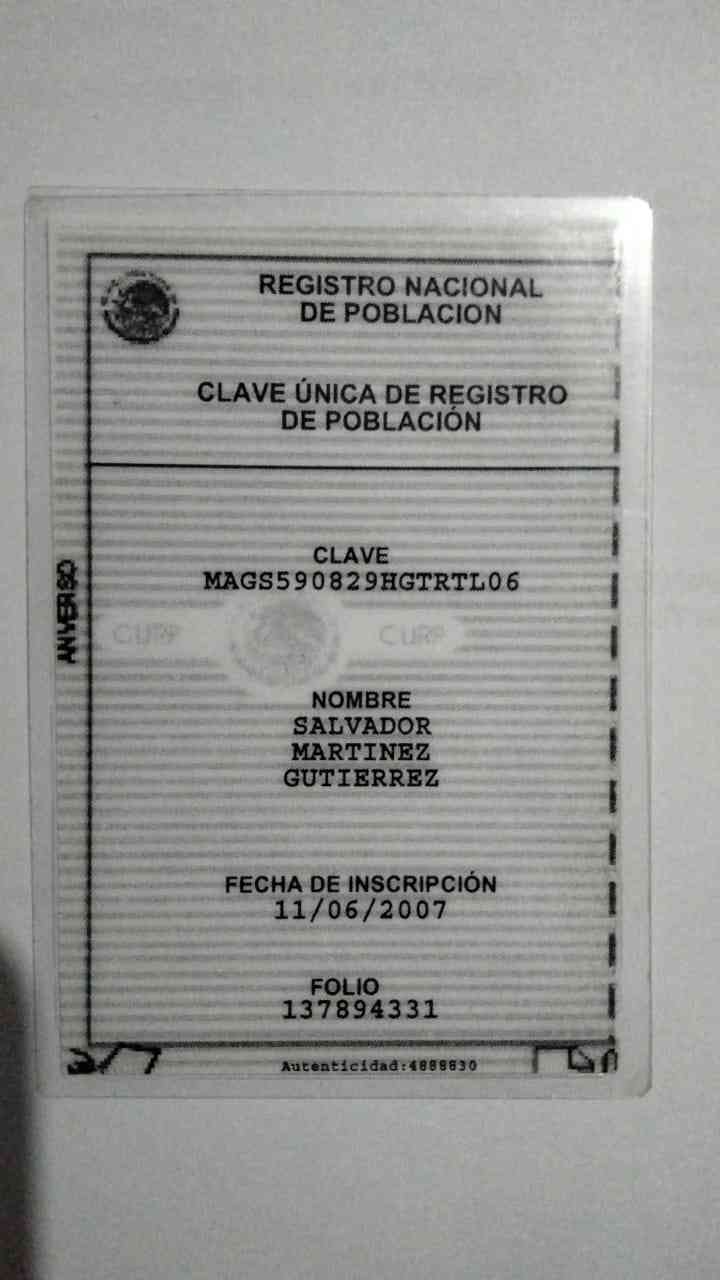 REGISTRO NACIONAL
DE POBLACION
CLAVE ÚNICA DE REGISTRO
DE POBLACIÓN
CLAVE
MAGS590829HGTRTL06
ANVERSO
CURP CURP
NOMBRE
SALVADOR
MARTINEZ
GUTIERREZ
FECHA DE INSCRIPCIÓN
11/06/2007
FOLIO
137894331
Autenticidad:4888830